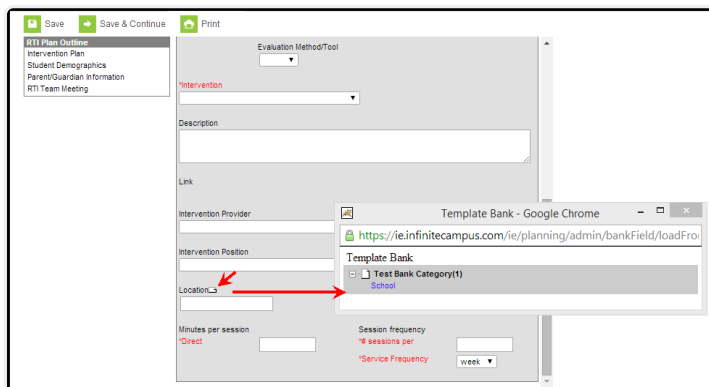 Save Save & Continue Print
RTI Plan Outline
Intervention Plan
Student Demographics
Parent/Guardian Information
RTI Team Meeting
Evaluation Method/Tool
*Intervention
Description
Link
Intervention Provider
Intervention Position
Location
Minutes per session
*Direct
Session frequency
*# sessions per
*Service Frequency week
Template Bank - Google Chrome
https://ie.infinitecampus.com/ie/planning/admin/bankField/loadFro
Template Bank
Test Bank Category(1)
School